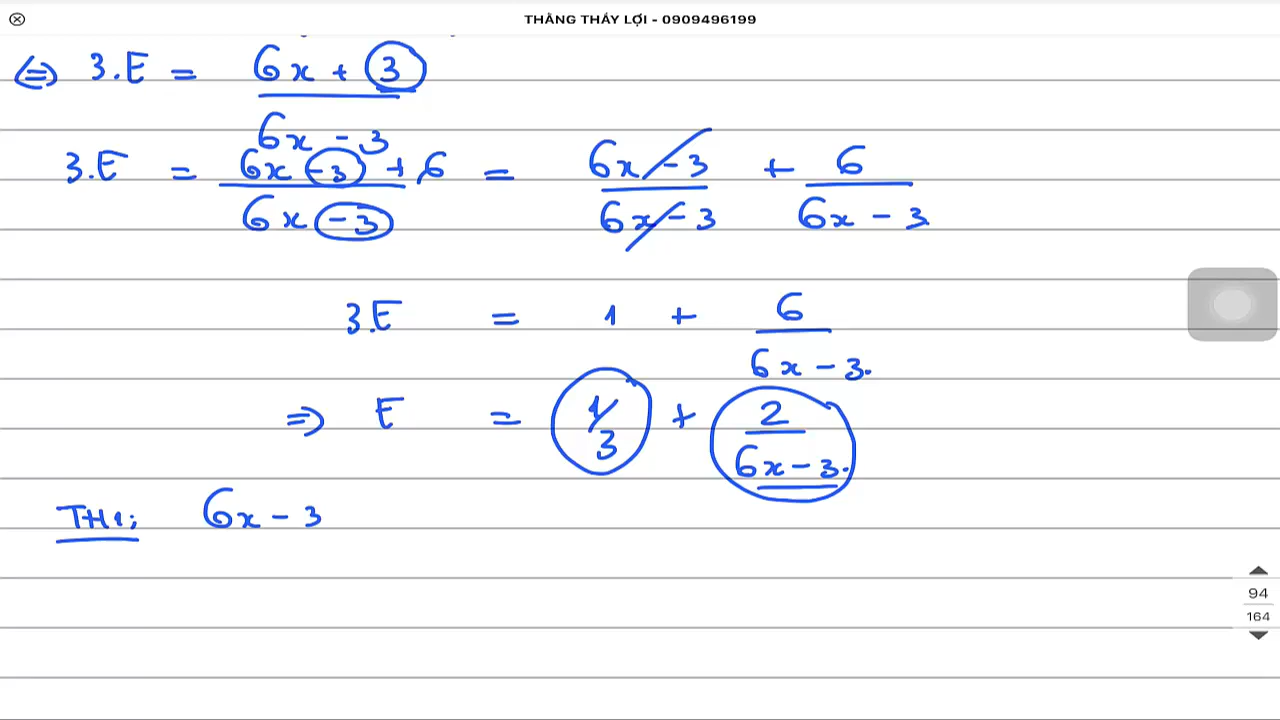 THẦNG THẦY LỢI - 0909496199
⇔ 3.E = (6x + 3)/(6x - 3)
3.E = (6x - 3 + 6)/(6x - 3) = (6x - 3)/(6x - 3) + 6/(6x - 3)
3.E = 1 + 6/(6x - 3).
⇒ E = 1/3 + 2/(6x - 3).
TH1: 6x - 3
94
164